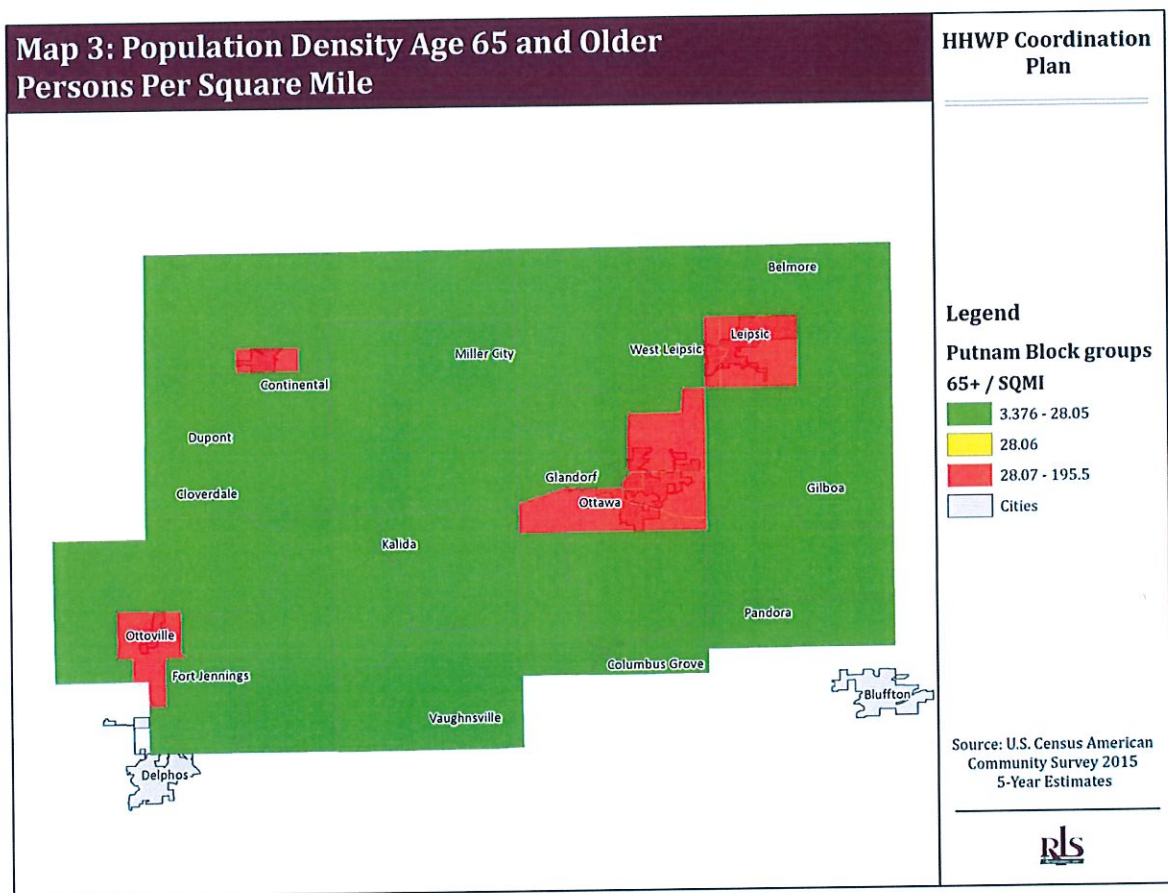 Map 3: Population Density Age 65 and Older
Persons Per Square Mile
HHWP Coordination
Plan
Belmore
Leipsic
West Leipsic
Miller City
Continental
Dupont
Glandorf
Cloverdale
Gilboa
Ottawa
Kalida
Pandora
Ottoville
Columbus Grove
Fort Jennings
Bluffton
Vaughnsville
Delphos
Legend
Putnam Block groups
65+ / SQMI
3.376 - 28.05
28.06
28.07 - 195.5
Cities
Source: U.S. Census American
Community Survey 2015
5-Year Estimates
RLS